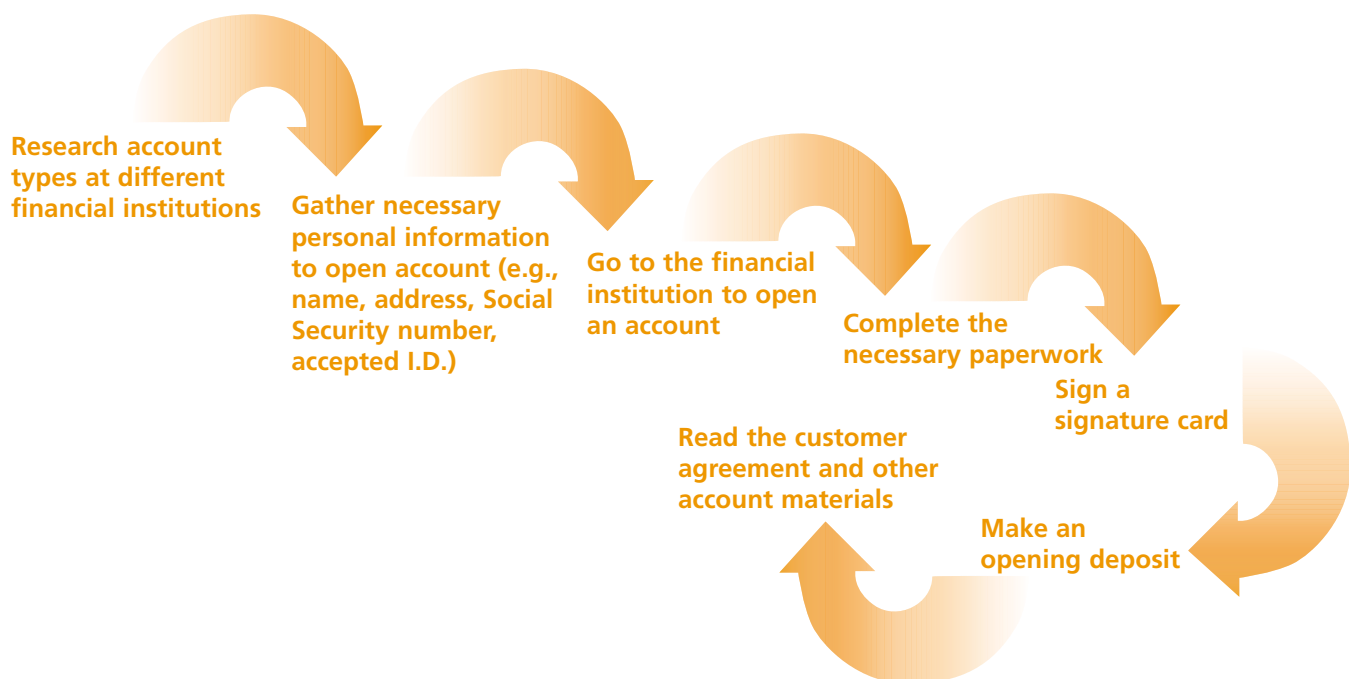 Research account
types at different
financial institutions
Gather necessary
personal information
to open account (e.g.,
name, address, Social
Security number,
accepted I.D.)
Go to the financial
institution to open
an account
Complete the
necessary paperwork
Sign a
signature card
Make an
opening deposit
Read the customer
agreement and other
account materials